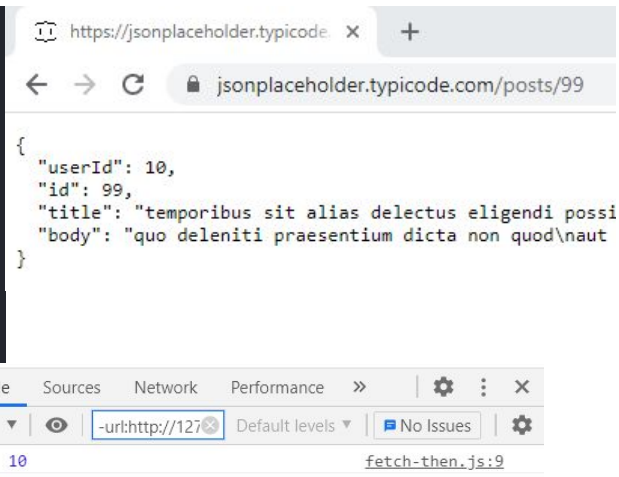 https://jsonplaceholder.typicode.
jsonplaceholder.typicode.com/posts/99
{
"userId": 10,
"id": 99,
"title": "temporibus sit alias delectus eligendi possi
"body": "quo deleniti praesentium dicta non quod\naut
}
e Sources Network Performance »
-url:http://127 Default levels ▼ No Issues
10 fetch-then.js:9